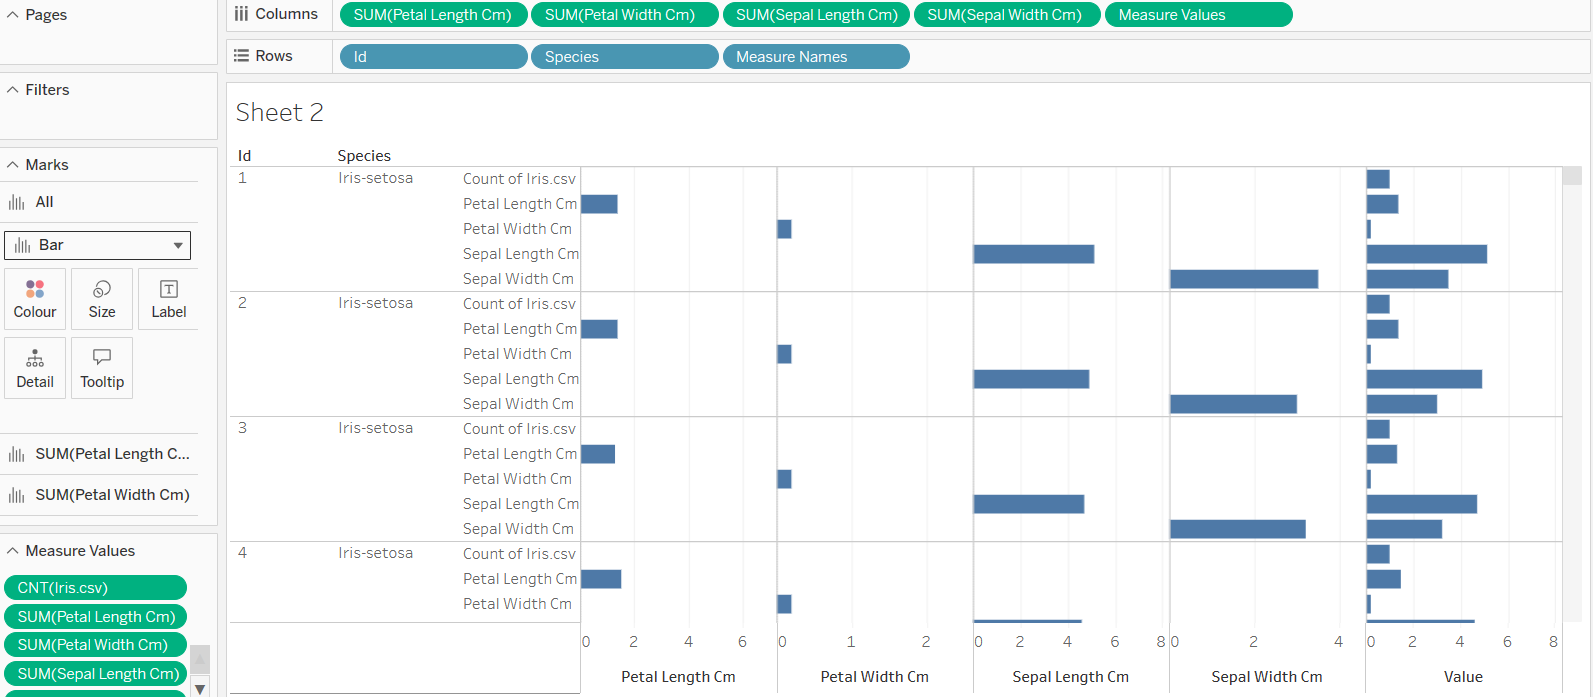 Pages
Columns
SUM(Petal Length Cm)
SUM(Petal Width Cm)
SUM(Sepal Length Cm)
SUM(Sepal Width Cm)
Measure Values
Rows
Id
Species
Measure Names
Filters
Marks
All
Bar
Colour
Size
Label
Detail
Tooltip
SUM(Petal Length C...
SUM(Petal Width Cm)
Measure Values
CNT(Iris.csv)
SUM(Petal Length Cm)
SUM(Petal Width Cm)
SUM(Sepal Length Cm)
Sheet 2
Id Species
1 Iris-setosa Count of Iris.csv
Petal Length Cm
Petal Width Cm
Sepal Length Cm
Sepal Width Cm
2 Iris-setosa Count of Iris.csv
Petal Length Cm
Petal Width Cm
Sepal Length Cm
Sepal Width Cm
3 Iris-setosa Count of Iris.csv
Petal Length Cm
Petal Width Cm
Sepal Length Cm
Sepal Width Cm
4 Iris-setosa Count of Iris.csv
Petal Length Cm
Petal Width Cm
0 2 4 6 0 1 2 0 2 4 6 8 0 2 4 0 2 4 6 8
Petal Length Cm Petal Width Cm Sepal Length Cm Sepal Width Cm Value